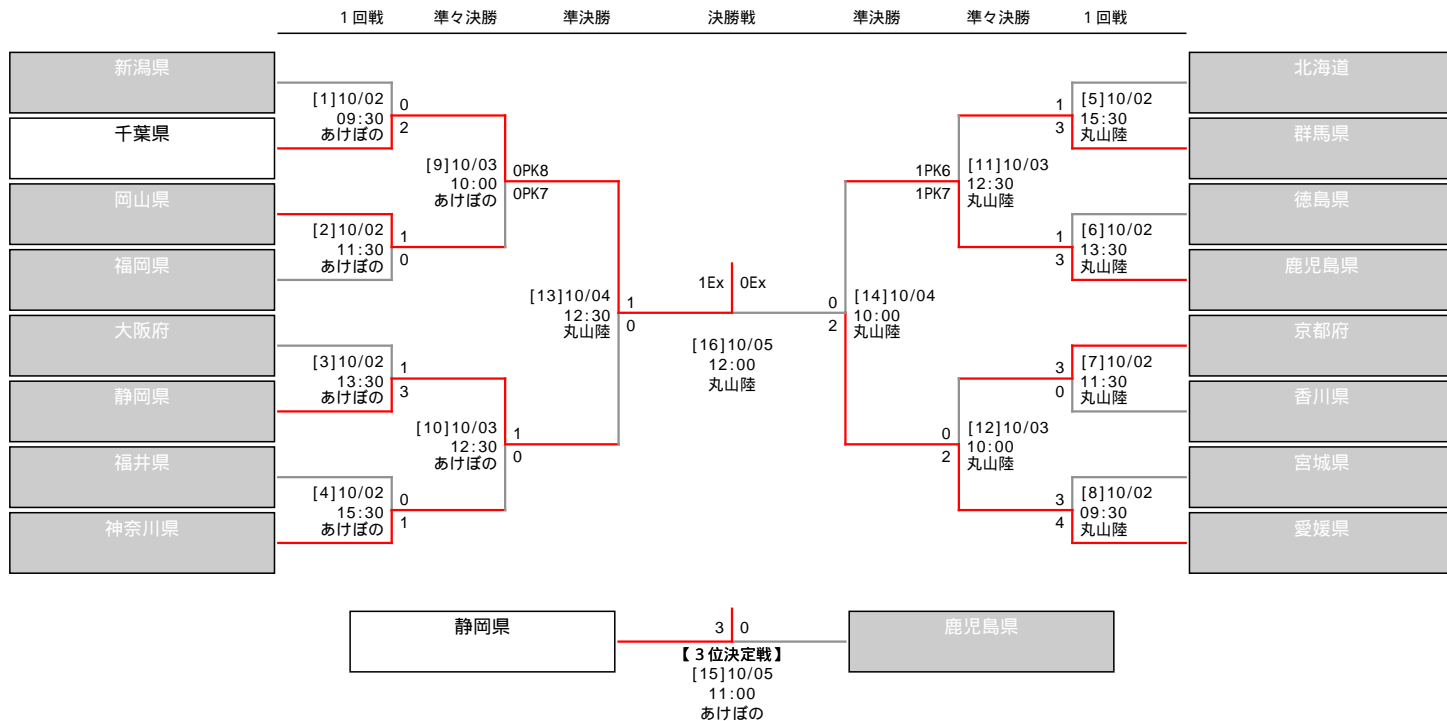 1回戦 準々決勝 準決勝 決勝戦 準決勝 準々決勝 1回戦
新潟県
[1]10/02
09:30
あけぼの
0
2
千葉県
[9]10/03
10:00
あけぼの
0PK8
0PK7
岡山県
[2]10/02
11:30
あけぼの
1
0
福岡県
[13]10/04
12:30
丸山陸
1
0
大阪府
[3]10/02
13:30
あけぼの
1
3
静岡県
[10]10/03
12:30
あけぼの
1
0
福井県
[4]10/02
15:30
あけぼの
0
1
神奈川県
1Ex 0Ex
[16]10/05
12:00
丸山陸
北海道
1
3
[5]10/02
15:30
丸山陸
群馬県
1PK6
1PK7
[11]10/03
12:30
丸山陸
徳島県
1
3
[6]10/02
13:30
丸山陸
鹿児島県
0
2
[14]10/04
10:00
丸山陸
京都府
3
0
[7]10/02
11:30
丸山陸
香川県
0
2
[12]10/03
10:00
丸山陸
宮城県
3
4
[8]10/02
09:30
丸山陸
愛媛県
静岡県
3 0
鹿児島県
【3位決定戦】
[15]10/05
11:00
あけぼの